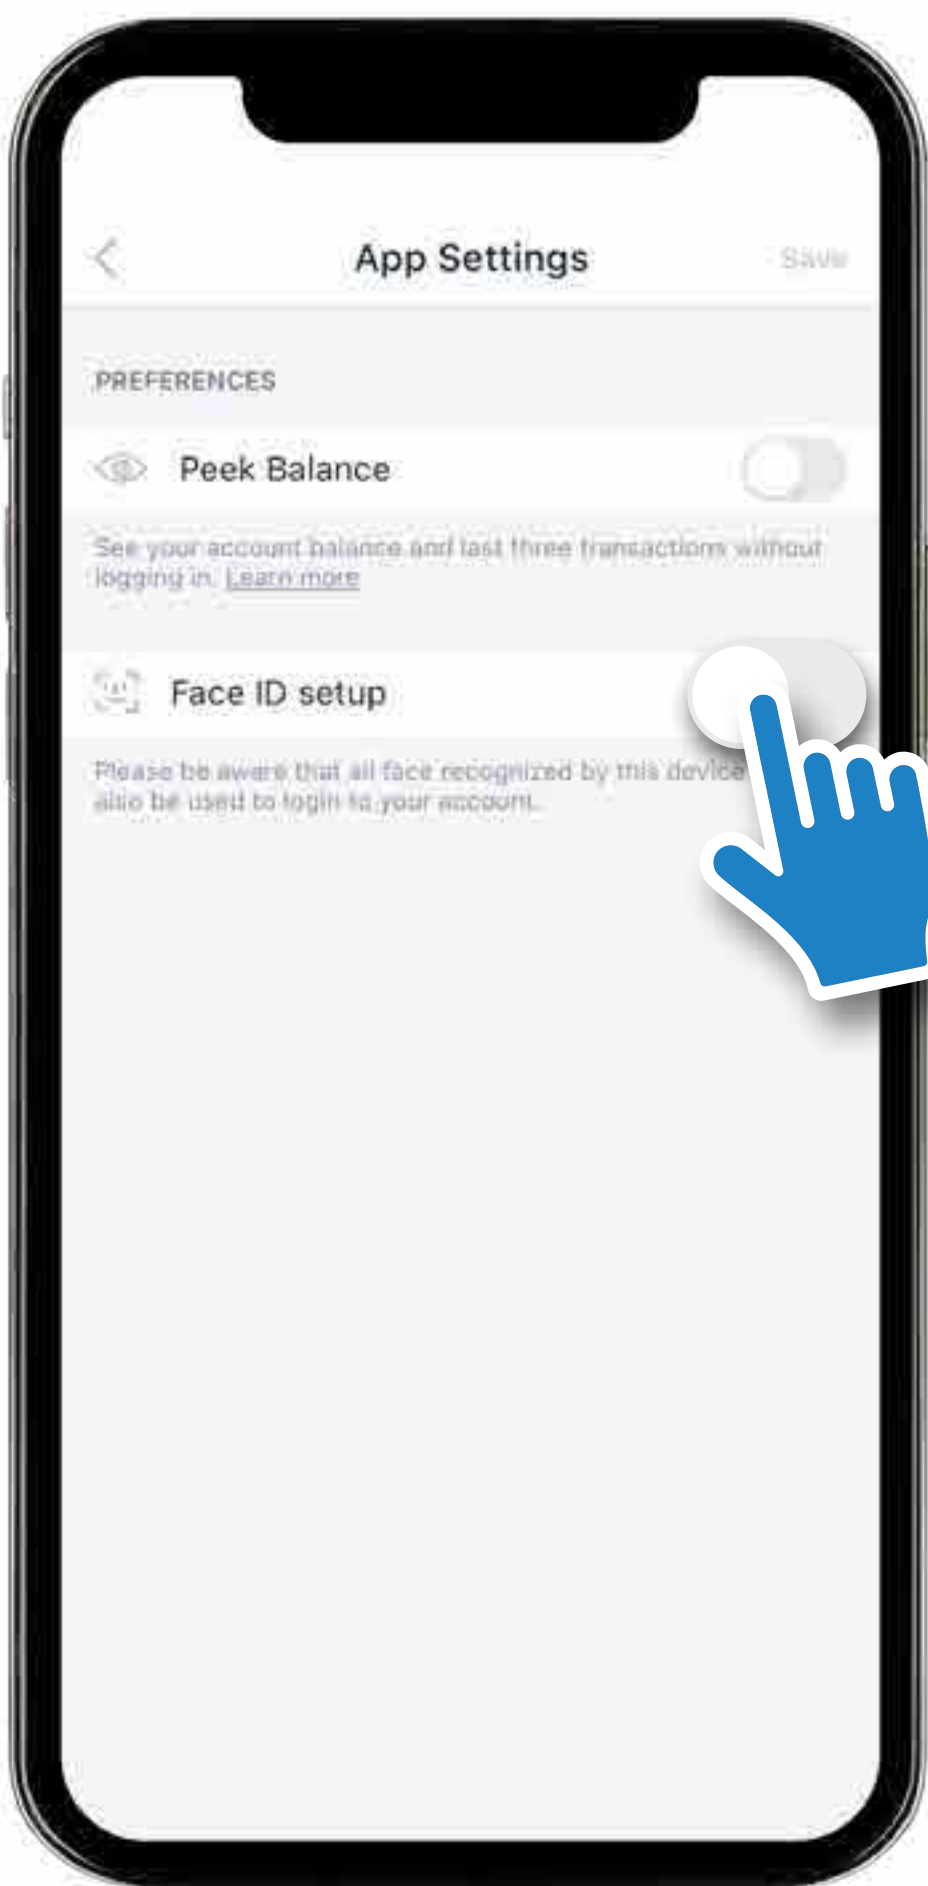 App Settings
Save
PREFERENCES
Peek Balance
See your account balance and last three transactions without
logging in. Learn more
Face ID setup
Please be aware that all face recognized by this device
also be used to login to your account.